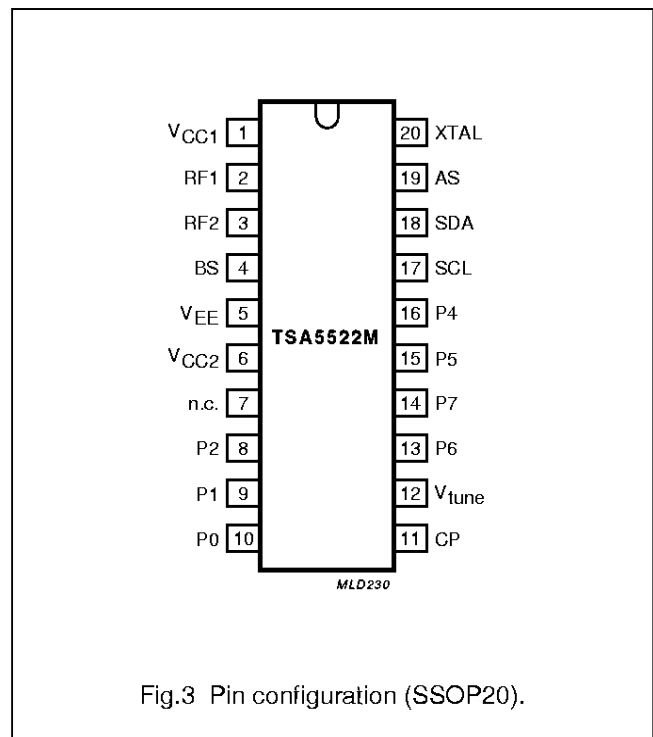 VCC1 1 20 XTAL
RF1 2 19 AS
RF2 3 18 SDA
BS 4 17 SCL
VEE 5 16 P4
TSA5522M
VCC2 6 15 P5
n.c. 7 14 P7
P2 8 13 P6
P1 9 12 Vtune
P0 10 11 CP
MLD230
Fig.3 Pin configuration (SSOP20).